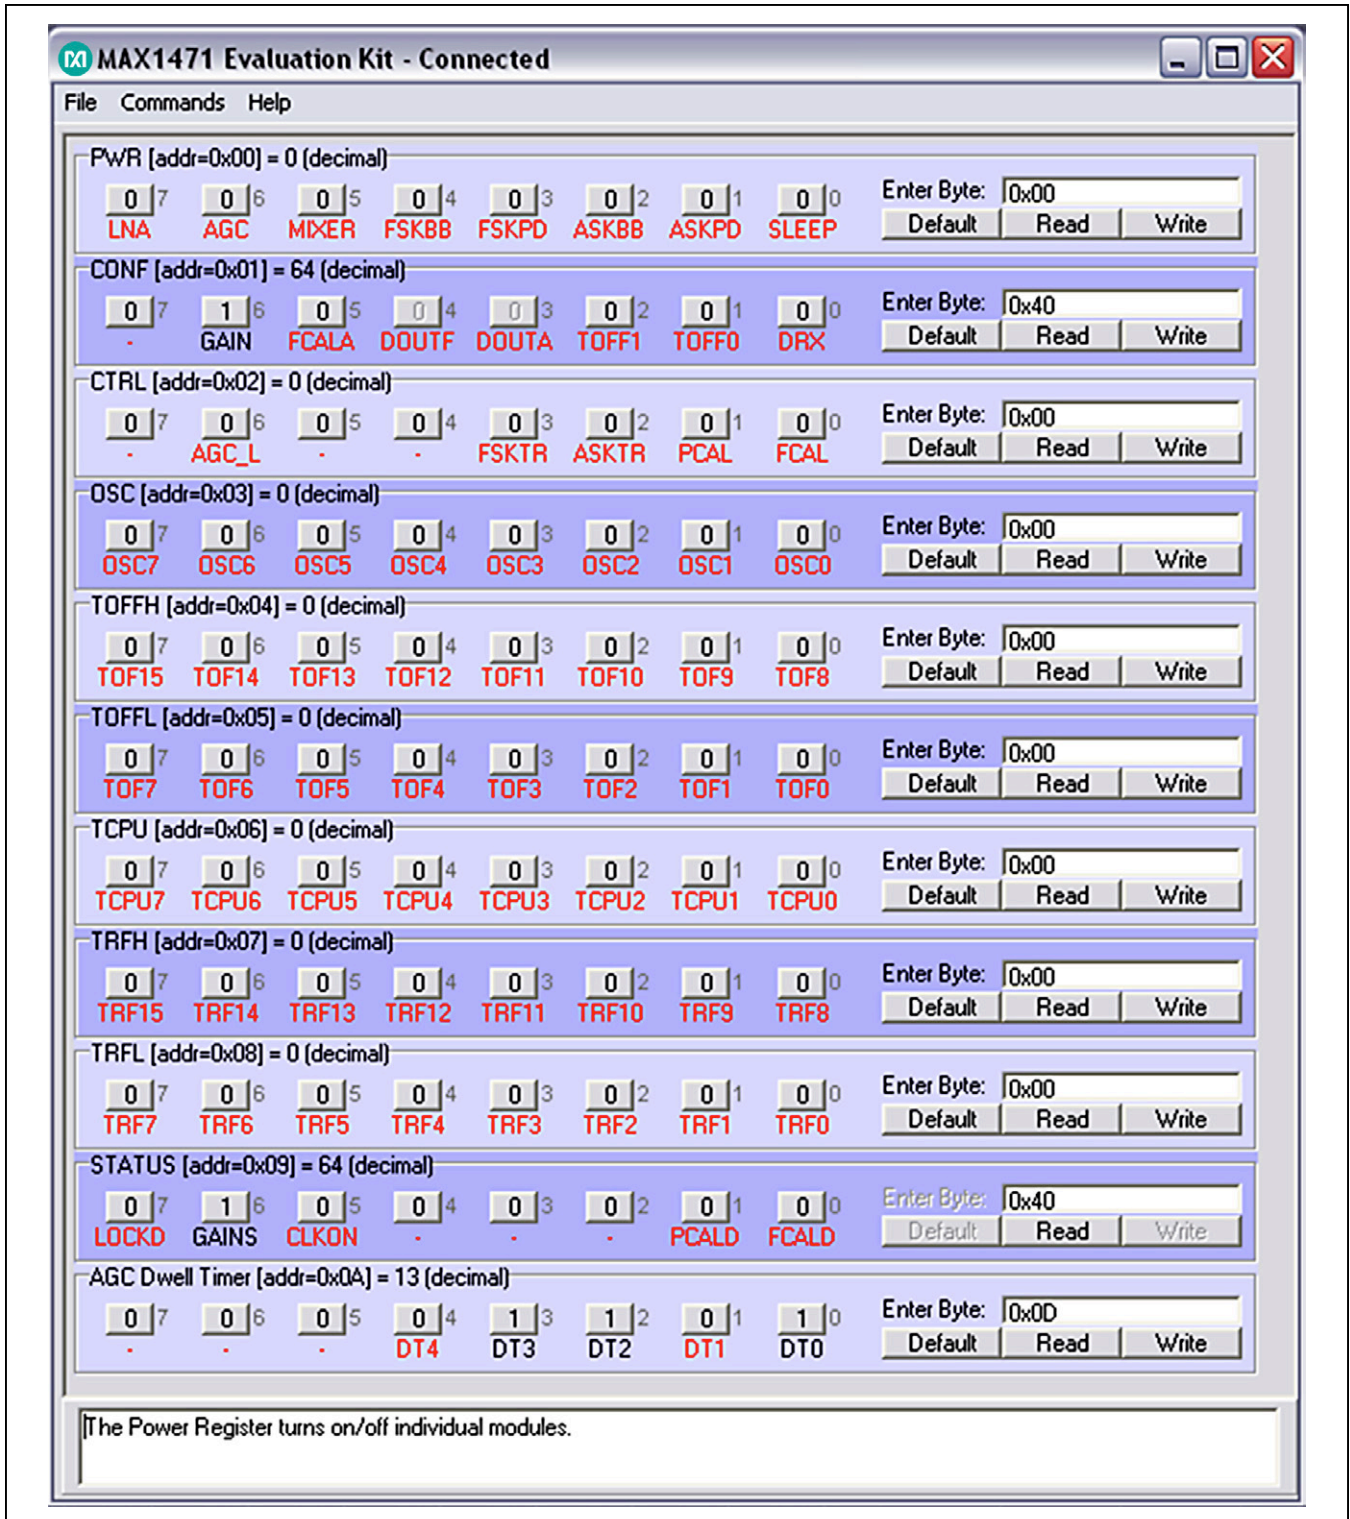 MAX1471 Evaluation Kit - Connected
File Commands Help
PWR [addr=0x00] = 0 (decimal)
0 7 0 6 0 5 0 4 0 3 0 2 0 1 0 0 Enter Byte: 0x00
LNA AGC MIXER FSKBB FSKPD ASKBB ASKPD SLEEP Default Read Write
CONF [addr=0x01] = 64 (decimal)
0 7 1 6 0 5 0 4 0 3 0 2 0 1 0 0 Enter Byte: 0x40
- GAIN FCALA DOUTF DOUTA TOFF1 TOFF0 DRX Default Read Write
CTRL [addr=0x02] = 0 (decimal)
0 7 0 6 0 5 0 4 0 3 0 2 0 1 0 0 Enter Byte: 0x00
- AGC_L - - FSKTR ASKTR PCAL FCAL Default Read Write
OSC [addr=0x03] = 0 (decimal)
0 7 0 6 0 5 0 4 0 3 0 2 0 1 0 0 Enter Byte: 0x00
OSC7 OSC6 OSC5 OSC4 OSC3 OSC2 OSC1 OSC0 Default Read Write
TOFFH [addr=0x04] = 0 (decimal)
0 7 0 6 0 5 0 4 0 3 0 2 0 1 0 0 Enter Byte: 0x00
TOF15 TOF14 TOF13 TOF12 TOF11 TOF10 TOF9 TOF8 Default Read Write
TOFFL [addr=0x05] = 0 (decimal)
0 7 0 6 0 5 0 4 0 3 0 2 0 1 0 0 Enter Byte: 0x00
TOF7 TOF6 TOF5 TOF4 TOF3 TOF2 TOF1 TOF0 Default Read Write
TCPU [addr=0x06] = 0 (decimal)
0 7 0 6 0 5 0 4 0 3 0 2 0 1 0 0 Enter Byte: 0x00
TCPU7 TCPU6 TCPU5 TCPU4 TCPU3 TCPU2 TCPU1 TCPU0 Default Read Write
TRFH [addr=0x07] = 0 (decimal)
0 7 0 6 0 5 0 4 0 3 0 2 0 1 0 0 Enter Byte: 0x00
TRF15 TRF14 TRF13 TRF12 TRF11 TRF10 TRF9 TRF8 Default Read Write
TRFL [addr=0x08] = 0 (decimal)
0 7 0 6 0 5 0 4 0 3 0 2 0 1 0 0 Enter Byte: 0x00
TRF7 TRF6 TRF5 TRF4 TRF3 TRF2 TRF1 TRF0 Default Read Write
STATUS [addr=0x09] = 64 (decimal)
0 7 1 6 0 5 0 4 0 3 0 2 0 1 0 0 Enter Byte: 0x40
LOCKD GAINS CLKON - - - PCALD FCALD Default Read Write
AGC Dwell Timer [addr=0x0A] = 13 (decimal)
0 7 0 6 0 5 0 4 1 3 1 2 0 1 1 0 Enter Byte: 0x0D
- - - DT4 DT3 DT2 DT1 DT0 Default Read Write
The Power Register turns on/off individual modules.